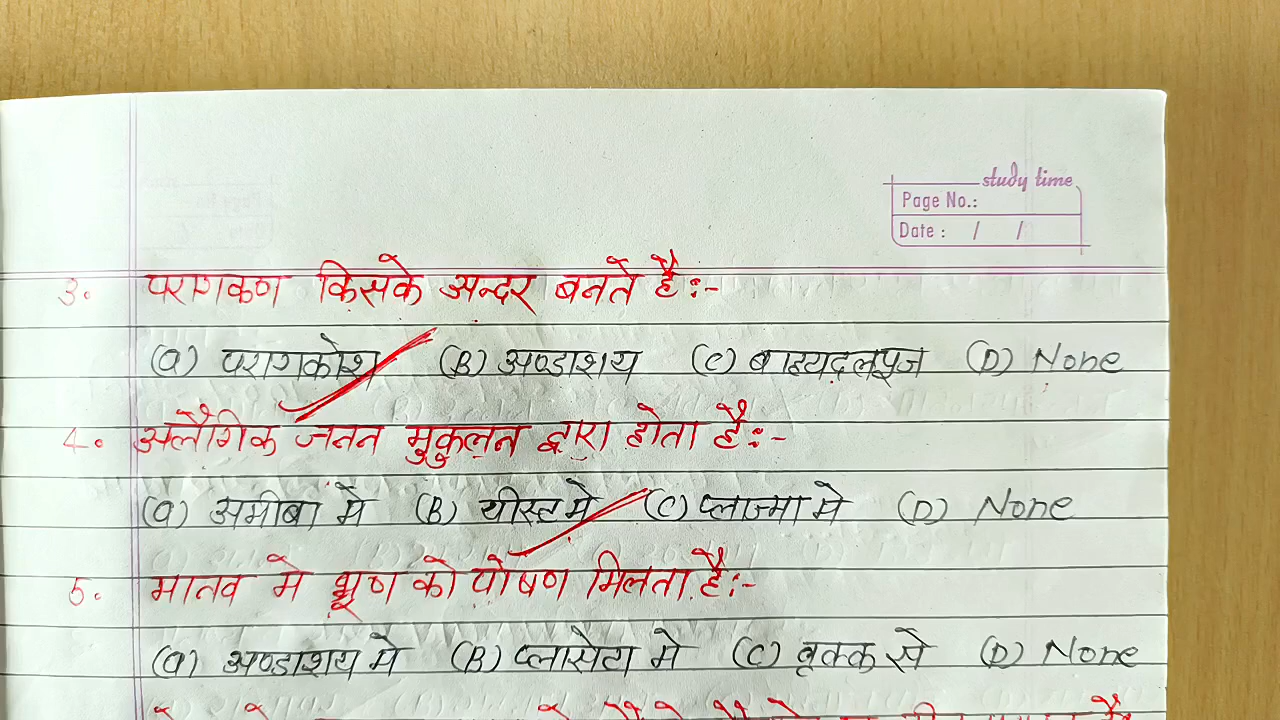 study time
Page No.:
Date : / /
3. परागकण किसके अन्दर बनते है:-
(a) परागकोश (B) अण्डाशय (C) बाह्यदलपूज (D) None
4. अलैगिक जनन मुकुलन द्वारा होता है:-
(a) अमीबा मे (B) यीस्ट मे (C) प्लाज्मा मे (D) None
5. मानव मे भ्रूण को पोषण मिलता है:-
(a) अण्डाशय मे (B) प्लासेटा मे (C) वृक्क से (D) None